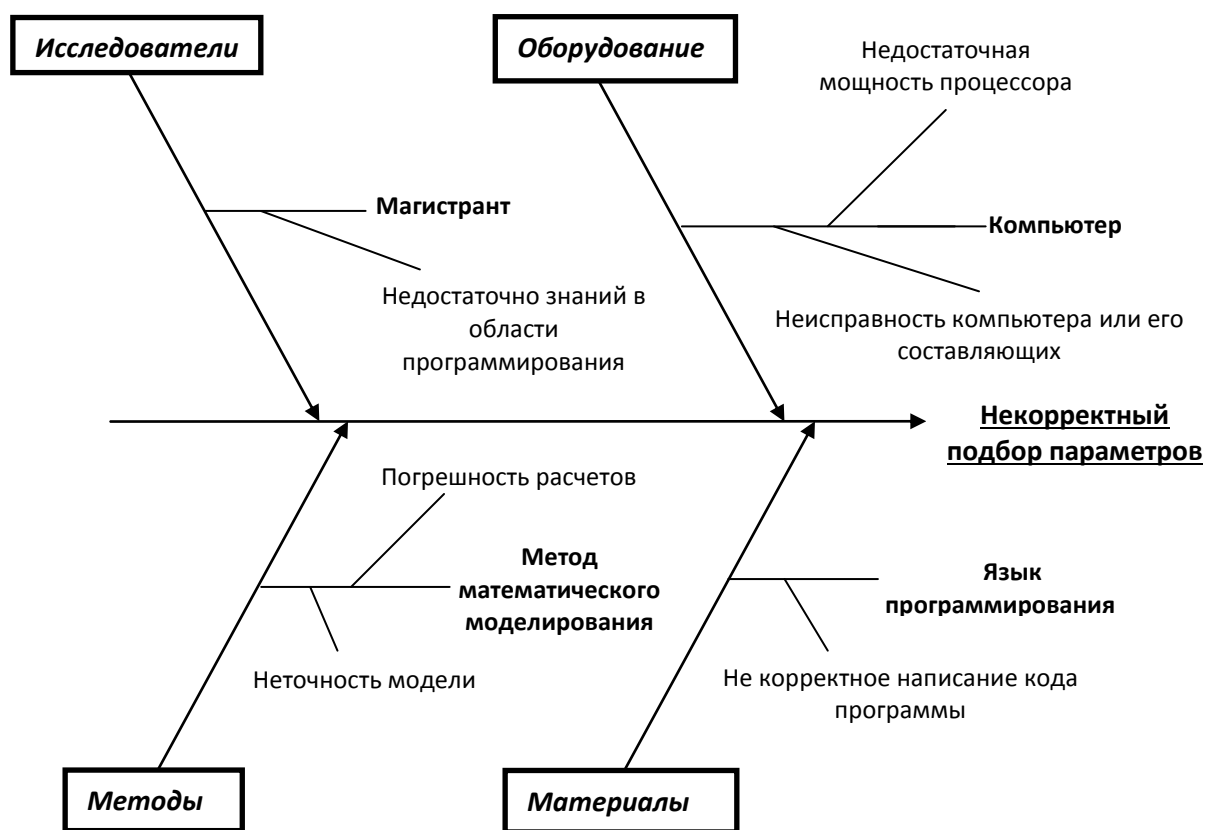 Исследователи
Оборудование
Недостаточная
мощность процессора
Магистрант
Компьютер
Недостаточно знаний в
области
программирования
Неисправность компьютера или его
составляющих
Некорректный
подбор параметров
Погрешность расчетов
Метод
математического
моделирования
Язык
программирования
Неточность модели
Не корректное написание кода
программы
Методы
Материалы